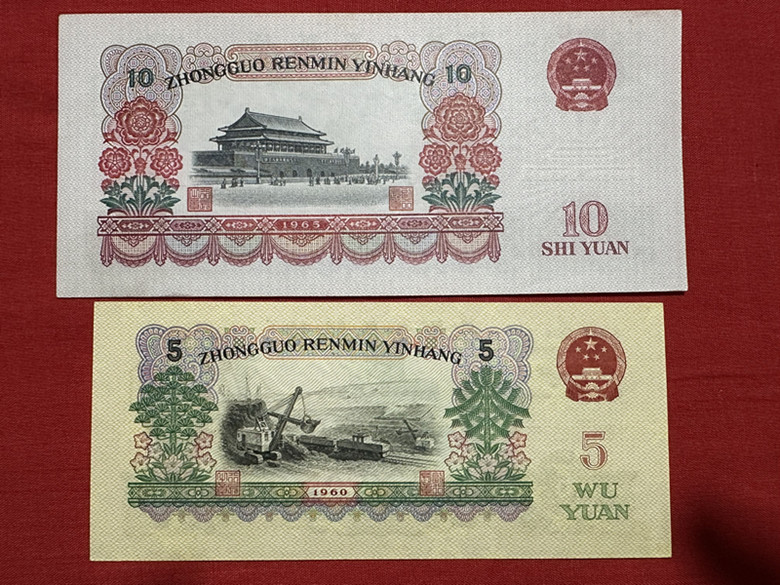 10 ZHONGGUO RENMIN YINHANG 10
1965
10
SHI YUAN
5 ZHONGGUO RENMIN YINHANG 5
1960
5
WU
YUAN